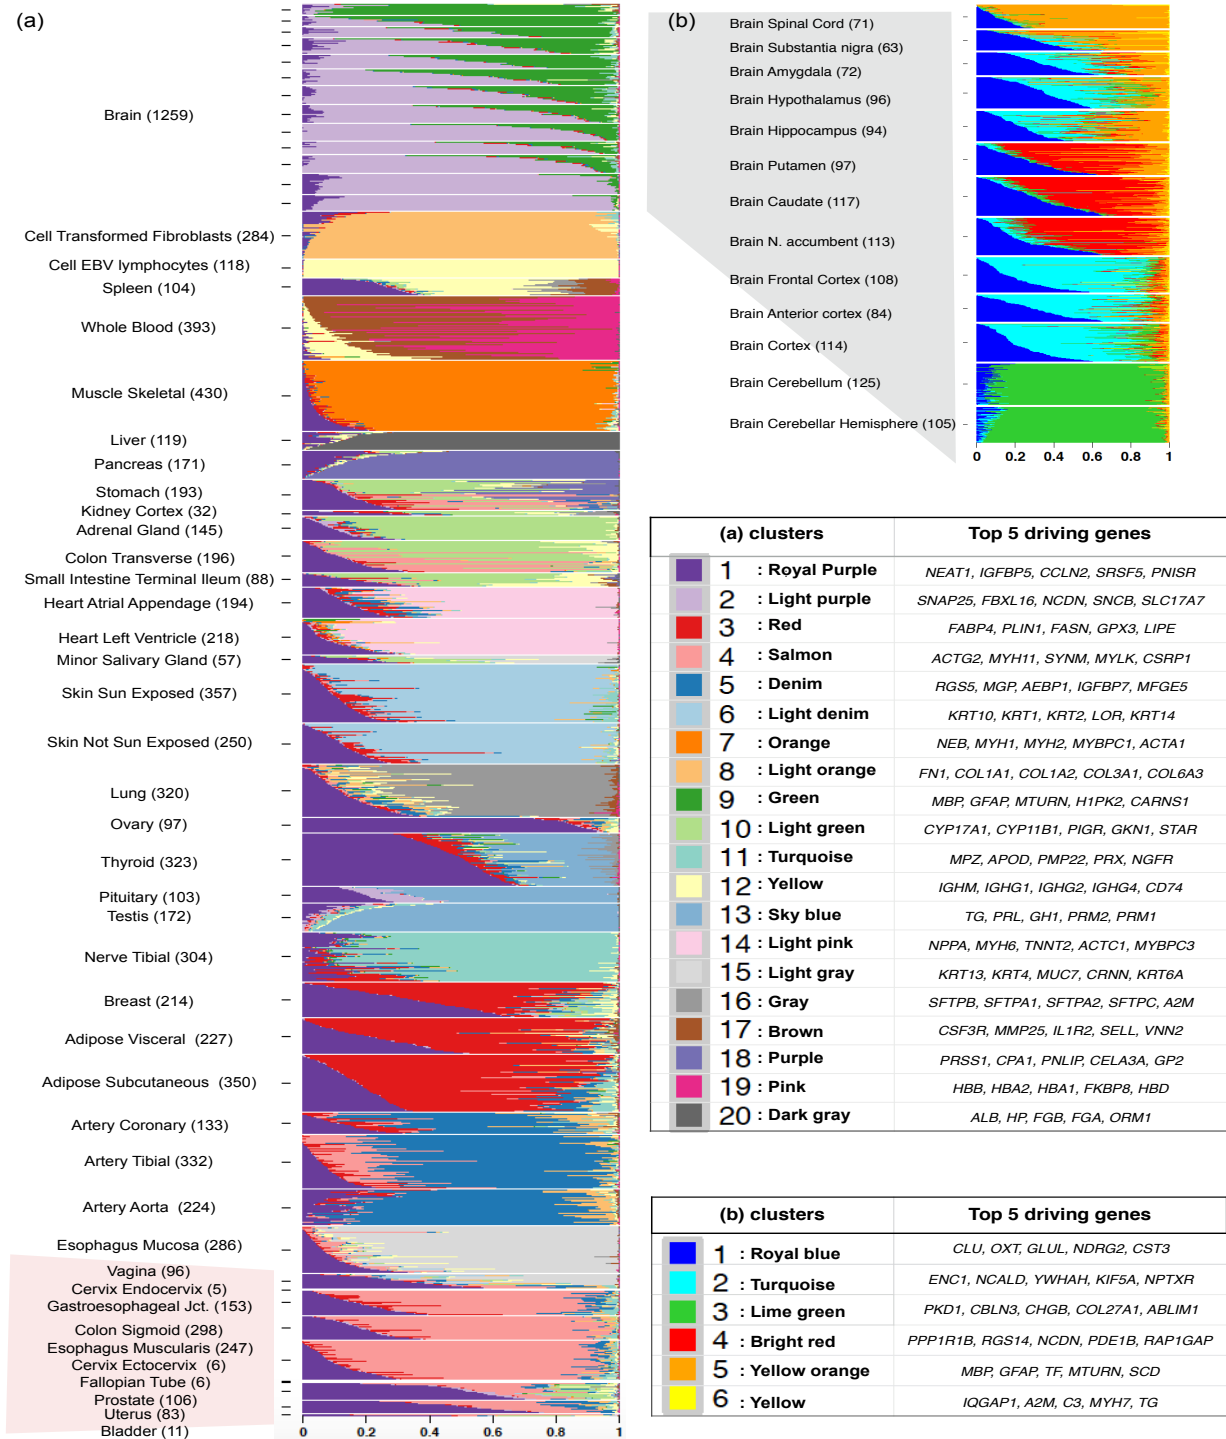 (a)
Brain (1259)
Cell Transformed Fibroblasts (284)
Cell EBV lymphocytes (118)
Spleen (104)
Whole Blood (393)
Muscle Skeletal (430)
Liver (119)
Pancreas (171)
Stomach (193)
Kidney Cortex (32)
Adrenal Gland (145)
Colon Transverse (196)
Small Intestine Terminal Ileum (88)
Heart Atrial Appendage (194)
Heart Left Ventricle (218)
Minor Salivary Gland (57)
Skin Sun Exposed (357)
Skin Not Sun Exposed (250)
Lung (320)
Ovary (97)
Thyroid (323)
Pituitary (103)
Testis (172)
Nerve Tibial (304)
Breast (214)
Adipose Visceral (227)
Adipose Subcutaneous (350)
Artery Coronary (133)
Artery Tibial (332)
Artery Aorta (224)
Esophagus Mucosa (286)
Vagina (96)
Cervix Endocervix (5)
Gastroesophageal Jct. (153)
Colon Sigmoid (298)
Esophagus Muscularis (247)
Cervix Ectocervix (6)
Fallopian Tube (6)
Prostate (106)
Uterus (83)
Bladder (11)
0 0.2 0.4 0.6 0.8 1
(b)
Brain Spinal Cord (71)
Brain Substantia nigra (63)
Brain Amygdala (72)
Brain Hypothalamus (96)
Brain Hippocampus (94)
Brain Putamen (97)
Brain Caudate (117)
Brain N. accumbent (113)
Brain Frontal Cortex (108)
Brain Anterior cortex (84)
Brain Cortex (114)
Brain Cerebellum (125)
Brain Cerebellar Hemisphere (105)
0 0.2 0.4 0.6 0.8 1
(a) clusters Top 5 driving genes
1 : Royal Purple NEAT1, IGFBP5, CCLN2, SRSF5, PNISR
2 : Light purple SNAP25, FBXL16, NCDN, SNCB, SLC17A7
3 : Red FABP4, PLIN1, FASN, GPX3, LIPE
4 : Salmon ACTG2, MYH11, SYNM, MYLK, CSRP1
5 : Denim RGS5, MGP, AEBP1, IGFBP7, MFGE5
6 : Light denim KRT10, KRT1, KRT2, LOR, KRT14
7 : Orange NEB, MYH1, MYH2, MYBPC1, ACTA1
8 : Light orange FN1, COL1A1, COL1A2, COL3A1, COL6A3
9 : Green MBP, GFAP, MTURN, H1PK2, CARNS1
10 : Light green CYP17A1, CYP11B1, PIGR, GKN1, STAR
11 : Turquoise MPZ, APOD, PMP22, PRX, NGFR
12 : Yellow IGHM, IGHG1, IGHG2, IGHG4, CD74
13 : Sky blue TG, PRL, GH1, PRM2, PRM1
14 : Light pink NPPA, MYH6, TNNT2, ACTC1, MYBPC3
15 : Light gray KRT13, KRT4, MUC7, CRNN, KRT6A
16 : Gray SFTPB, SFTPA1, SFTPA2, SFTPC, A2M
17 : Brown CSF3R, MMP25, IL1R2, SELL, VNN2
18 : Purple PRSS1, CPA1, PNLIP, CELA3A, GP2
19 : Pink HBB, HBA2, HBA1, FKBP8, HBD
20 : Dark gray ALB, HP, FGB, FGA, ORM1
(b) clusters Top 5 driving genes
1 : Royal blue CLU, OXT, GLUL, NDRG2, CST3
2 : Turquoise ENC1, NCALD, YWHAH, KIF5A, NPTXR
3 : Lime green PKD1, CBLN3, CHGB, COL27A1, ABLIM1
4 : Bright red PPP1R1B, RGS14, NCDN, PDE1B, RAP1GAP
5 : Yellow orange MBP, GFAP, TF, MTURN, SCD
6 : Yellow IQGAP1, A2M, C3, MYH7, TG